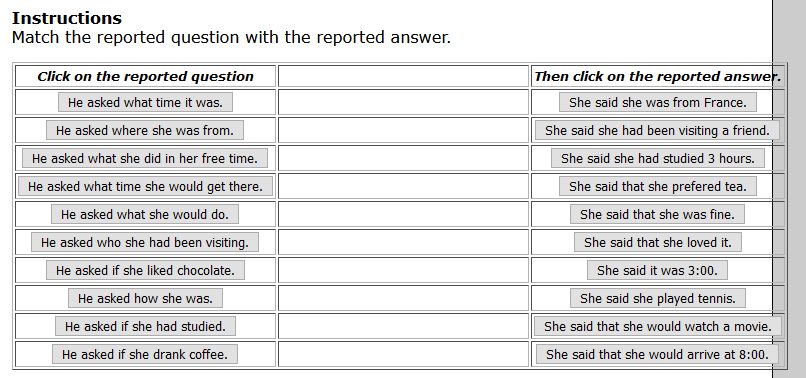 Instructions
Match the reported question with the reported answer.
Click on the reported question Then click on the reported answer.
He asked what time it was. She said she was from France.
He asked where she was from. She said she had been visiting a friend.
He asked what she did in her free time. She said she had studied 3 hours.
He asked what time she would get there. She said that she prefered tea.
He asked what she would do. She said that she was fine.
He asked who she had been visiting. She said that she loved it.
He asked if she liked chocolate. She said it was 3:00.
He asked how she was. She said she played tennis.
He asked if she had studied. She said that she would watch a movie.
He asked if she drank coffee. She said that she would arrive at 8:00.